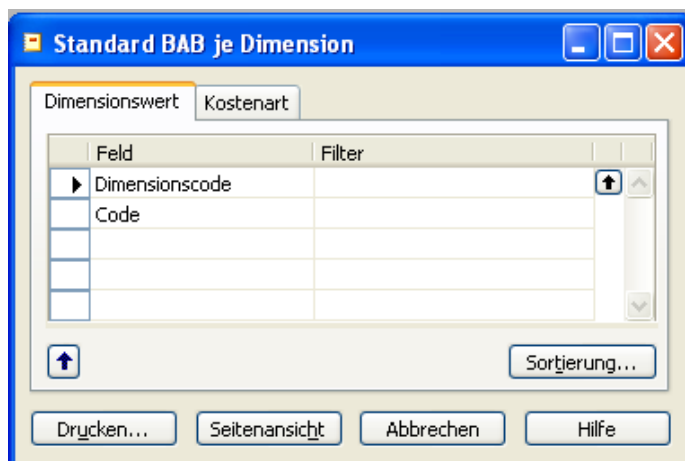 Standard BAB je Dimension
Dimensionswert Kostenart
Feld Filter
Dimensionscode
Code
Sortierung...
Drucken... Seitenansicht Abbrechen Hilfe